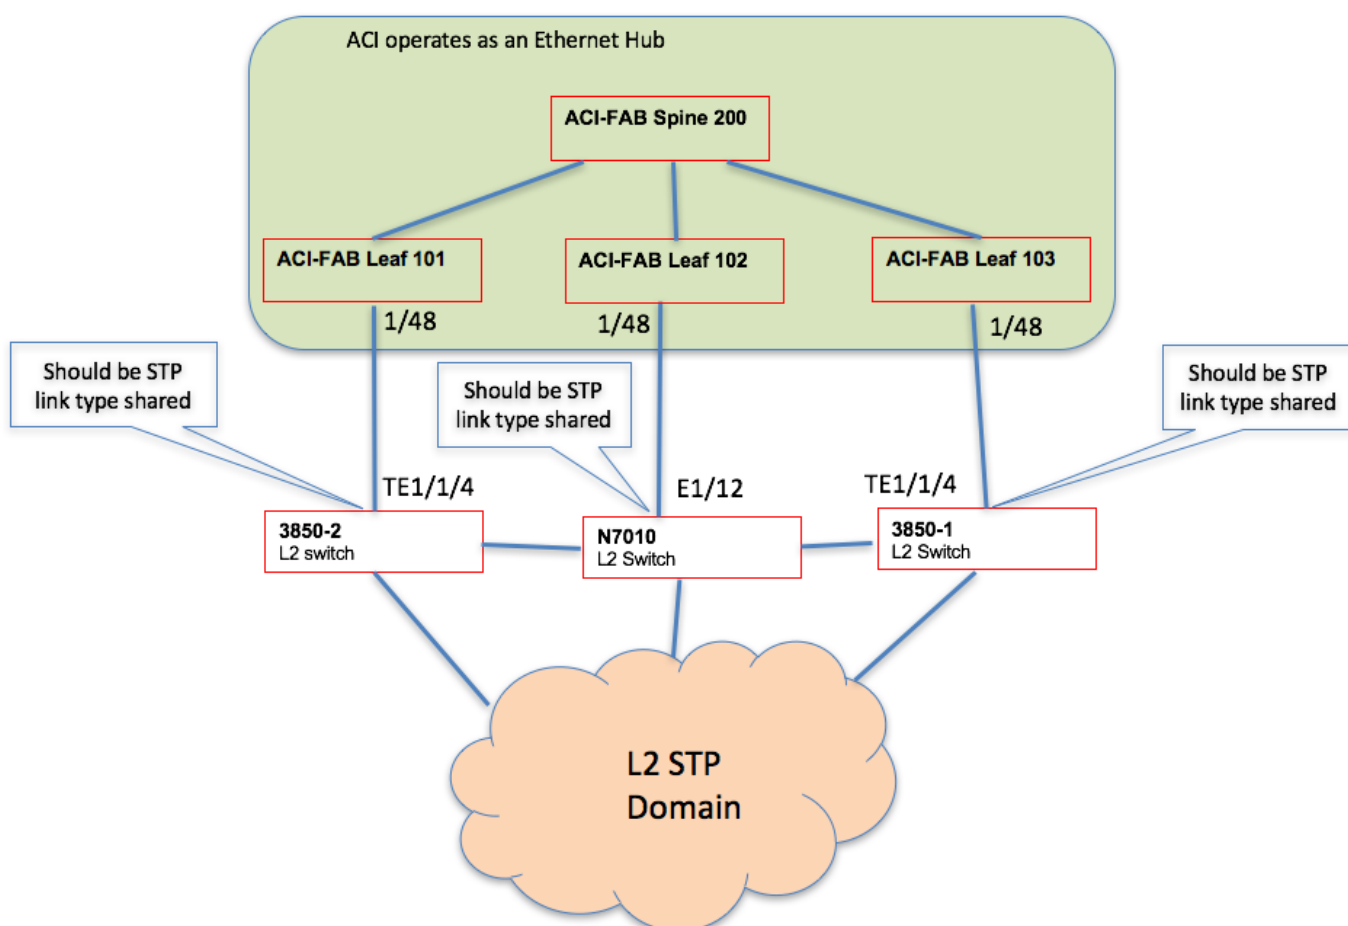 ACI operates as an Ethernet Hub
ACI-FAB Spine 200
ACI-FAB Leaf 101
ACI-FAB Leaf 102
ACI-FAB Leaf 103
1/48
1/48
1/48
Should be STP
link type shared
Should be STP
link type shared
Should be STP
link type shared
TE1/1/4
E1/12
TE1/1/4
3850-2
L2 switch
N7010
L2 Switch
3850-1
L2 Switch
L2 STP
Domain